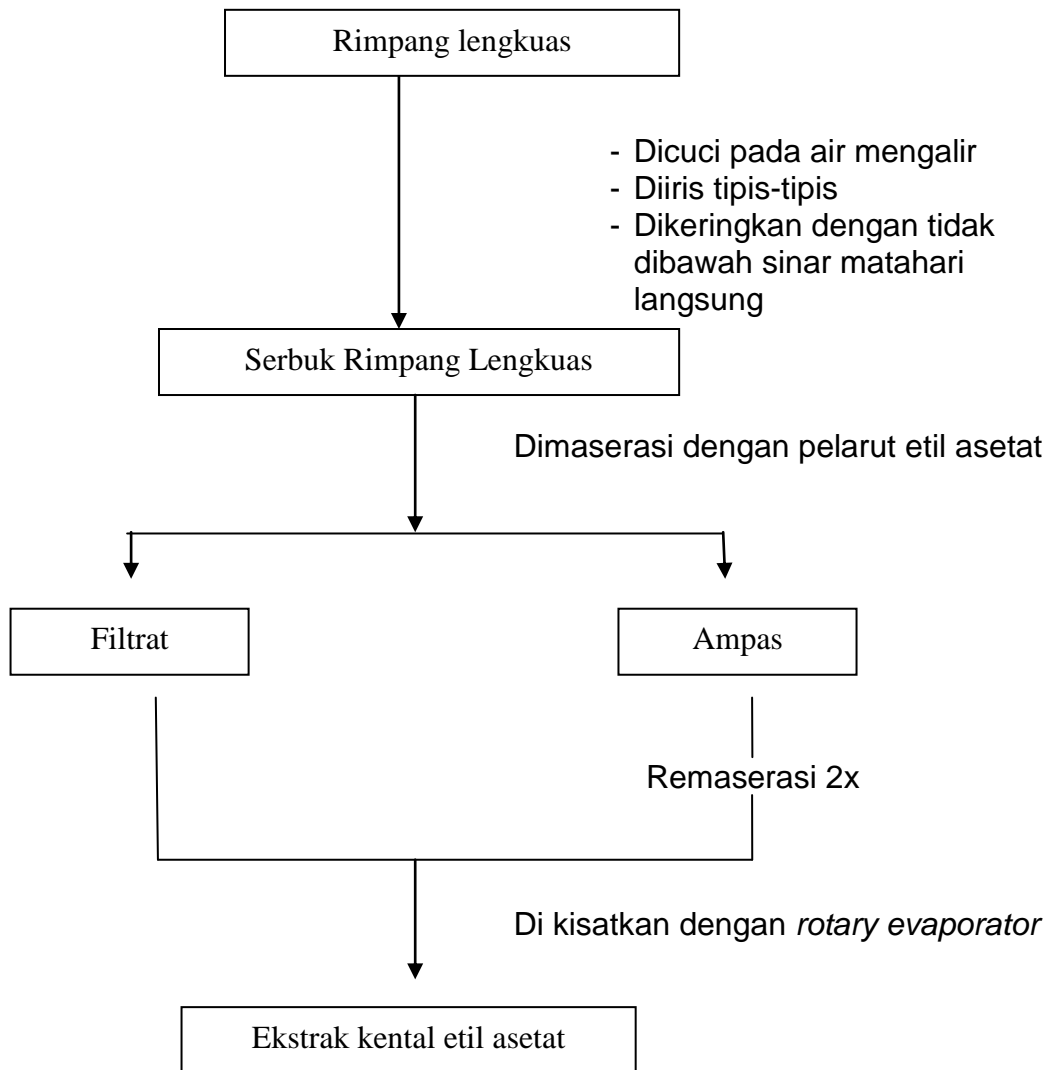 Rimpang lengkuas
- Dicuci pada air mengalir
- Diiris tipis-tipis
- Dikeringkan dengan tidak
dibawah sinar matahari
langsung
Serbuk Rimpang Lengkuas
Dimaserasi dengan pelarut etil asetat
Filtrat
Ampas
Remaserasi 2x
Di kisatkan dengan rotary evaporator
Ekstrak kental etil asetat